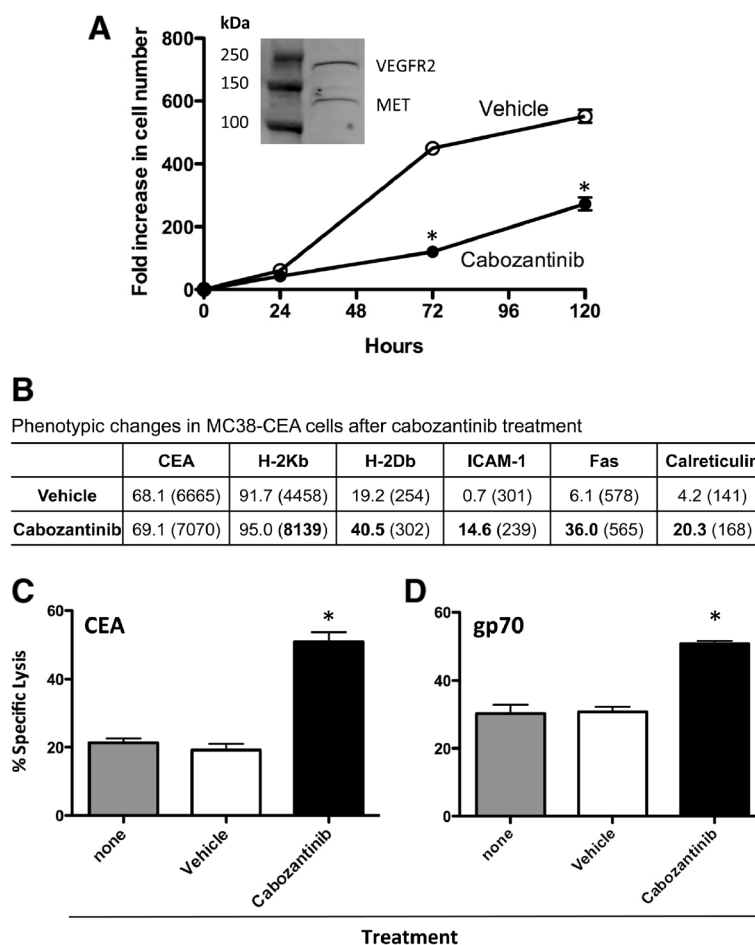 A
kDa
250
150
100
VEGFR2
MET
Fold increase in cell number
800
600
400
200
0
Vehicle
*
*
Cabozantinib
0 24 48 72 96 120
Hours
B
Phenotypic changes in MC38-CEA cells after cabozantinib treatment
CEA H-2Kb H-2Db ICAM-1 Fas Calreticulin
Vehicle 68.1 (6665) 91.7 (4458) 19.2 (254) 0.7 (301) 6.1 (578) 4.2 (141)
Cabozantinib 69.1 (7070) 95.0 (8139) 40.5 (302) 14.6 (239) 36.0 (565) 20.3 (168)
C
CEA
% Specific Lysis
60
40
20
0
*
none Vehicle Cabozantinib
D
gp70
60
40
20
0
*
none Vehicle Cabozantinib
Treatment